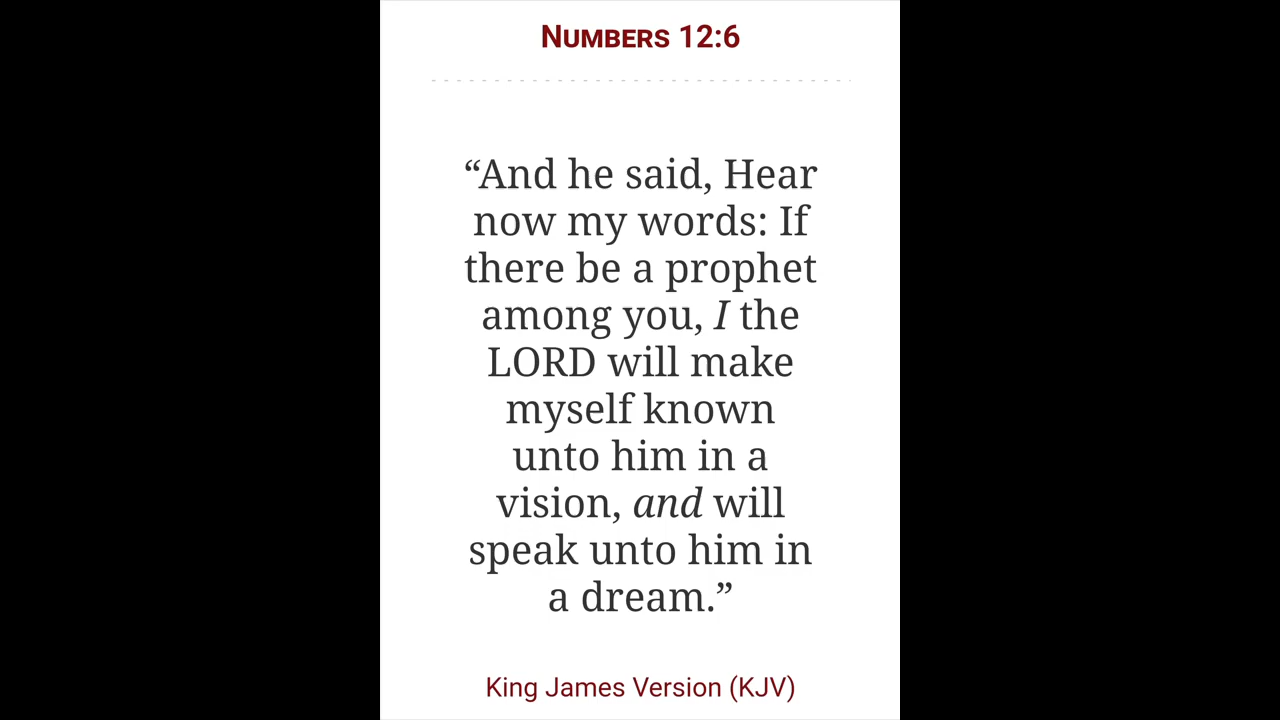 Numbers 12:6
“And he said, Hear
now my words: If
there be a prophet
among you, I the
LORD will make
myself known
unto him in a
vision, and will
speak unto him in
a dream.”
King James Version (KJV)